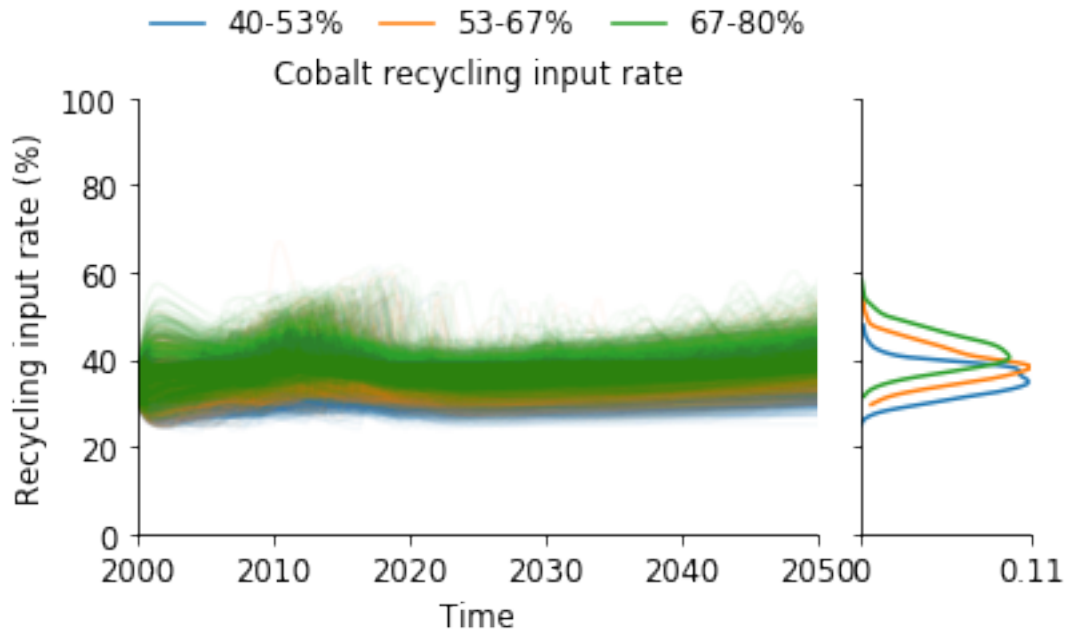 40-53% 53-67% 67-80%
Cobalt recycling input rate
Recycling input rate (%)
100
80
60
40
20
0
2000 2010 2020 2030 2040 2050
0 0.11
Time